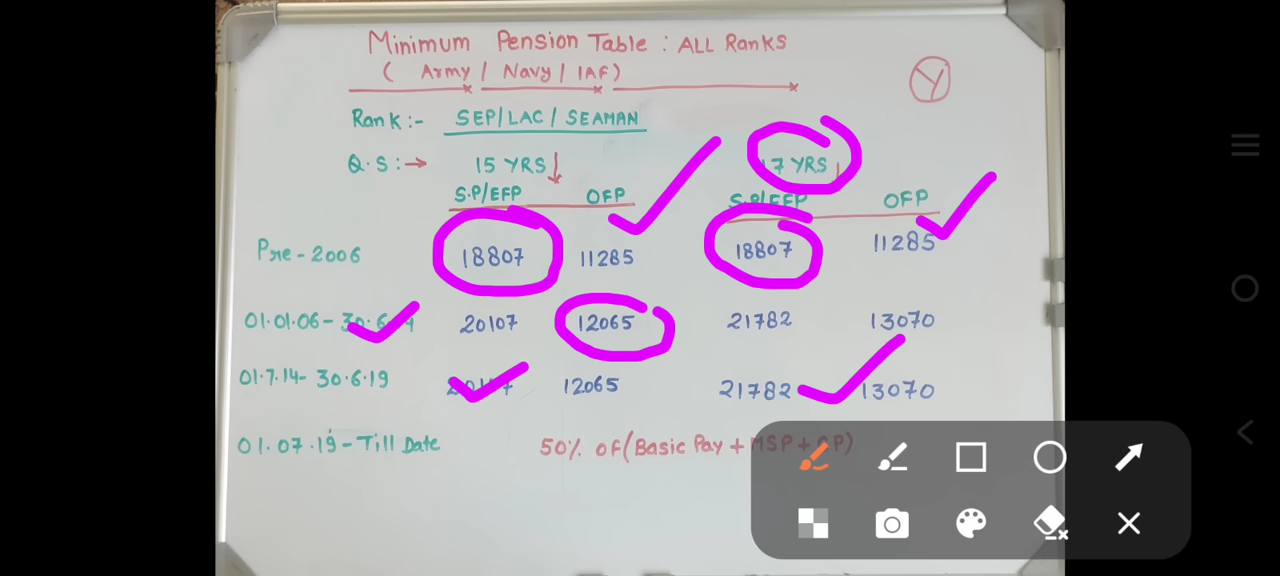 Minimum Pension Table : ALL Ranks
( Army / Navy / IAF )
Y
Rank :- SEP/LAC / SEAMAN
Q.S :→ 15 YRS↓ 7 YRS↓
S.P/EFP OFP S.P/EFP OFP
Pre-2006 18807 11285 18807 11285
01.01.06- 20107 12065 21782 13070
01.7.14- 30.6.19 12065 21782 13070
01.07.19-Till Date 50% OF (Basic Pay + MSP +